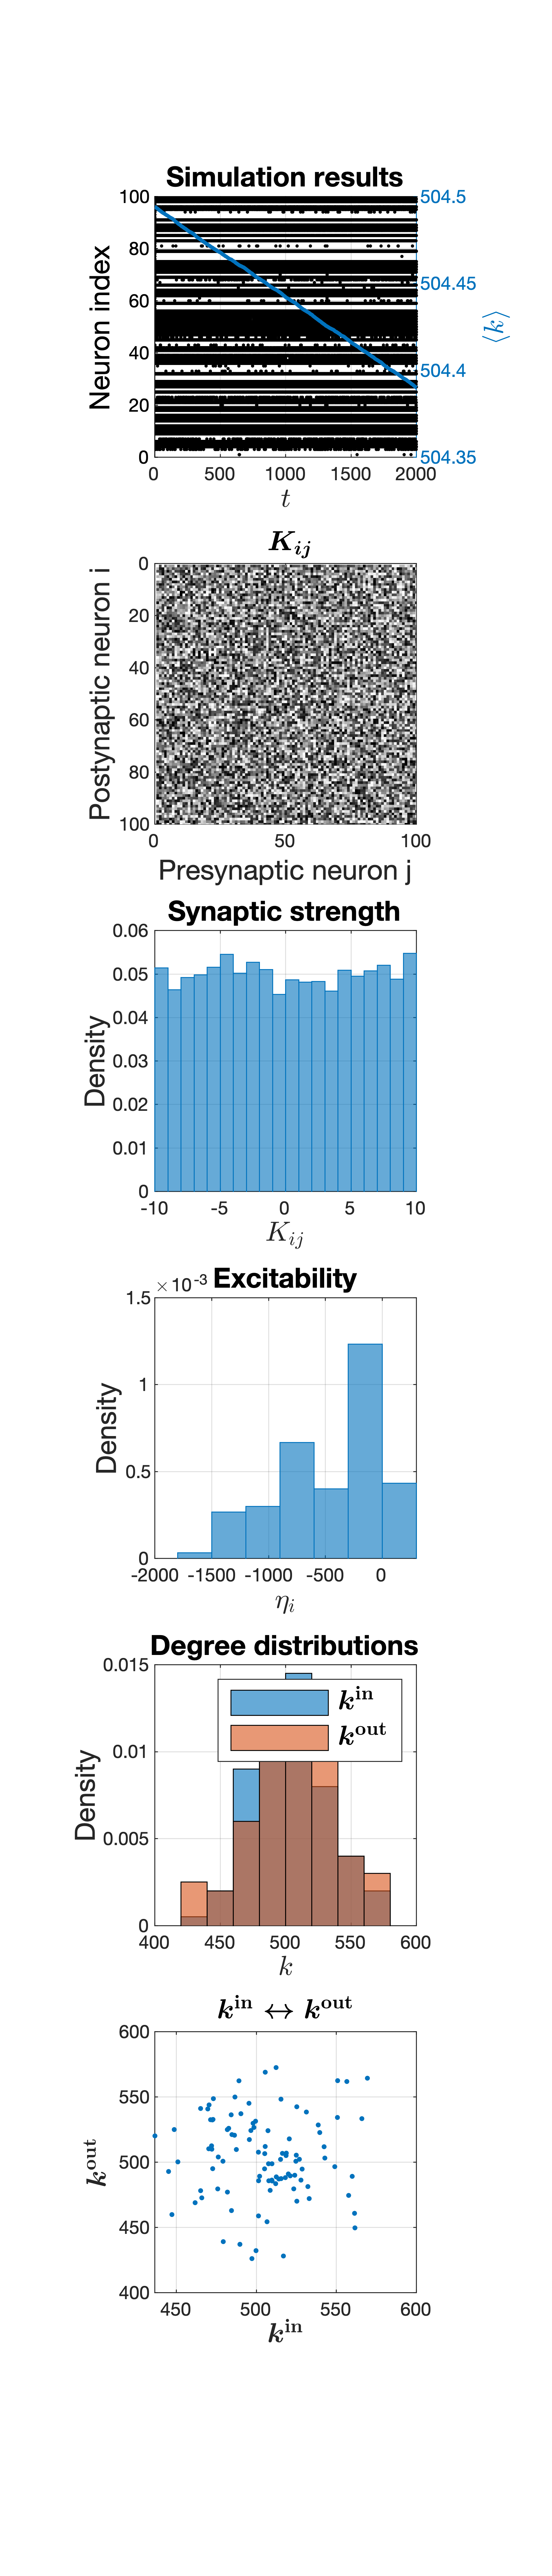 Simulation results
100
80
60
40
20
0
Neuron index
504.5
504.45
504.4
504.35
⟨k⟩
0 500 1000 1500 2000
t
K_{ij}
0
20
40
60
80
100
Postynaptic neuron i
0 50 100
Presynaptic neuron j
Synaptic strength
0.06
0.05
0.04
0.03
0.02
0.01
0
Density
-10 -5 0 5 10
K_{ij}
×10^{-3} Excitability
1.5
1
0.5
0
Density
-2000 -1500 -1000 -500 0
η_i
Degree distributions
0.015
0.01
0.005
0
Density
k^{in}
k^{out}
400 450 500 550 600
k
k^{in} ↔ k^{out}
600
550
500
450
400
k^{out}
450 500 550 600
k^{in}